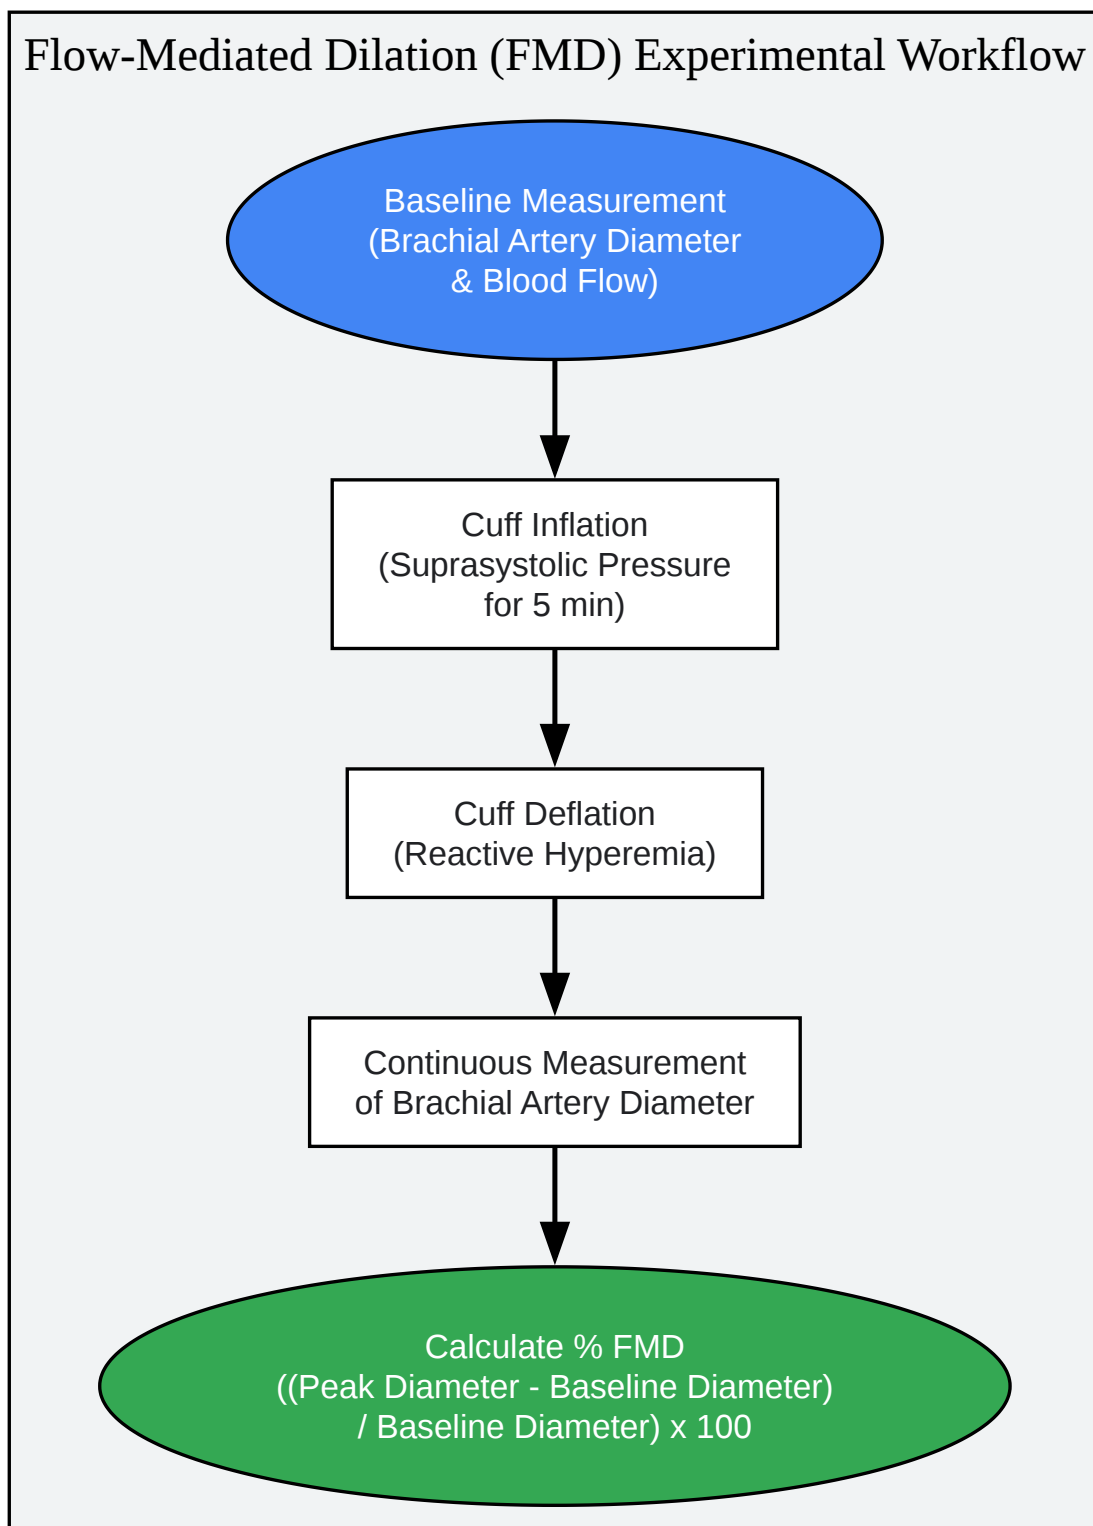 Flow-Mediated Dilation (FMD) Experimental Workflow
Baseline Measurement
(Brachial Artery Diameter
& Blood Flow)
Cuff Inflation
(Suprasystolic Pressure
for 5 min)
Cuff Deflation
(Reactive Hyperemia)
Continuous Measurement
of Brachial Artery Diameter
Calculate % FMD
((Peak Diameter - Baseline Diameter)
/ Baseline Diameter) x 100